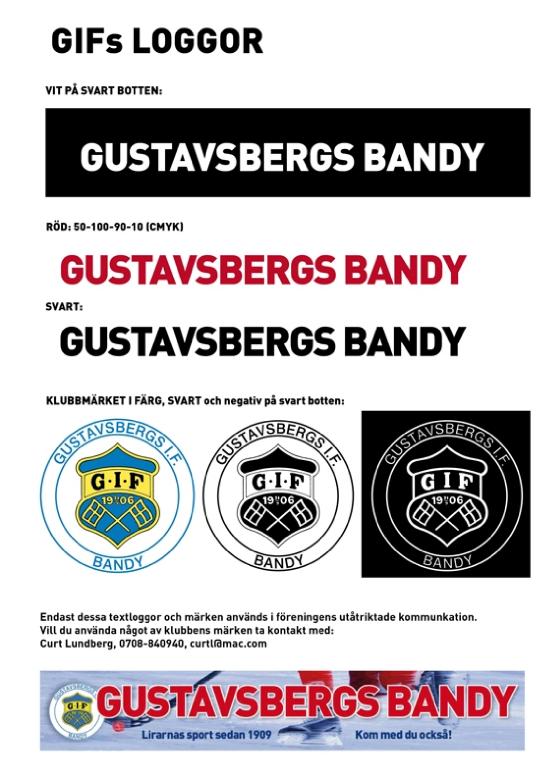 GIFs LOGGOR
VIT PÅ SVART BOTTEN:
GUSTAVSBERGS BANDY
RÖD: 50-100-90-10 (CMYK)
GUSTAVSBERGS BANDY
SVART:
GUSTAVSBERGS BANDY
KLUBBMÄRKET I FÄRG, SVART och negativ på svart botten:
GUSTAVSBERGS I.F.
G·I·F
19 06
BANDY
GUSTAVSBERGS I.F.
G·I·F
19 06
BANDY
GUSTAVSBERGS I.F.
G I F
19 06
BANDY
Endast dessa textloggor och märken används i föreningens utåtriktade kommunkation.
Vill du använda något av klubbens märken ta kontakt med:
Curt Lundberg, 0708-840940, curtl@mac.com
GUSTAVSBERGS I.F.
GIF
BANDY
GUSTAVSBERGS BANDY
Lirarnas sport sedan 1909 Kom med du också!